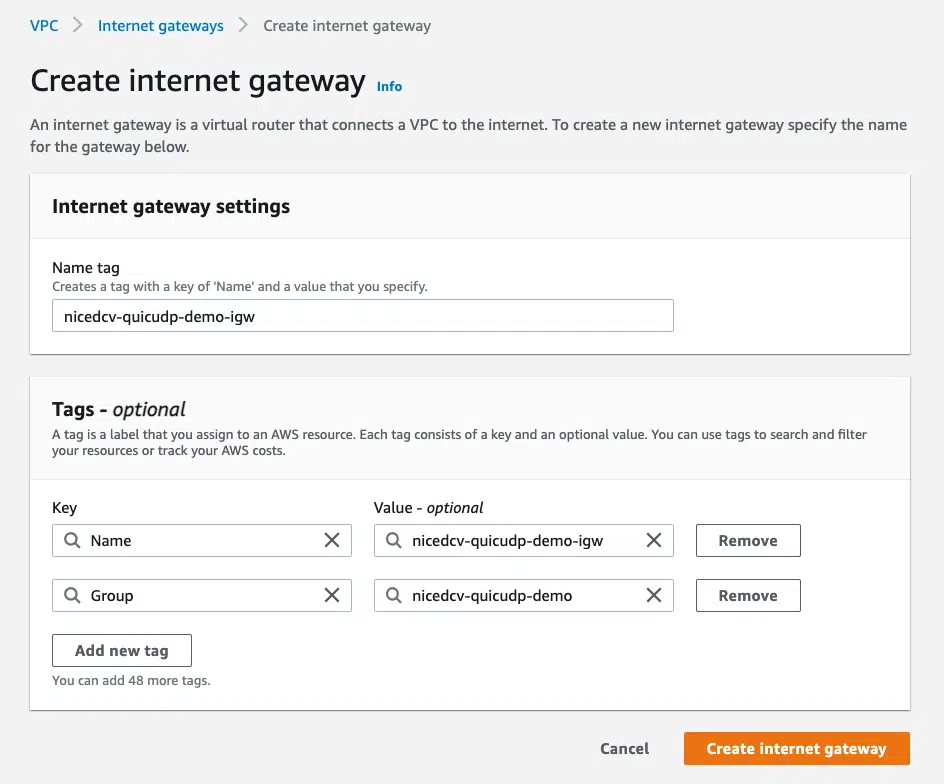 VPC > Internet gateways > Create internet gateway
Create internet gateway Info
An internet gateway is a virtual router that connects a VPC to the internet. To create a new internet gateway specify the name
for the gateway below.
Internet gateway settings
Name tag
Creates a tag with a key of 'Name' and a value that you specify.
nicedcv-quicudp-demo-igw
Tags - optional
A tag is a label that you assign to an AWS resource. Each tag consists of a key and an optional value. You can use tags to search and filter
your resources or track your AWS costs.
Key Value - optional
Name nicedcv-quicudp-demo-igw Remove
Group nicedcv-quicudp-demo Remove
Add new tag
You can add 48 more tags.
Cancel Create internet gateway